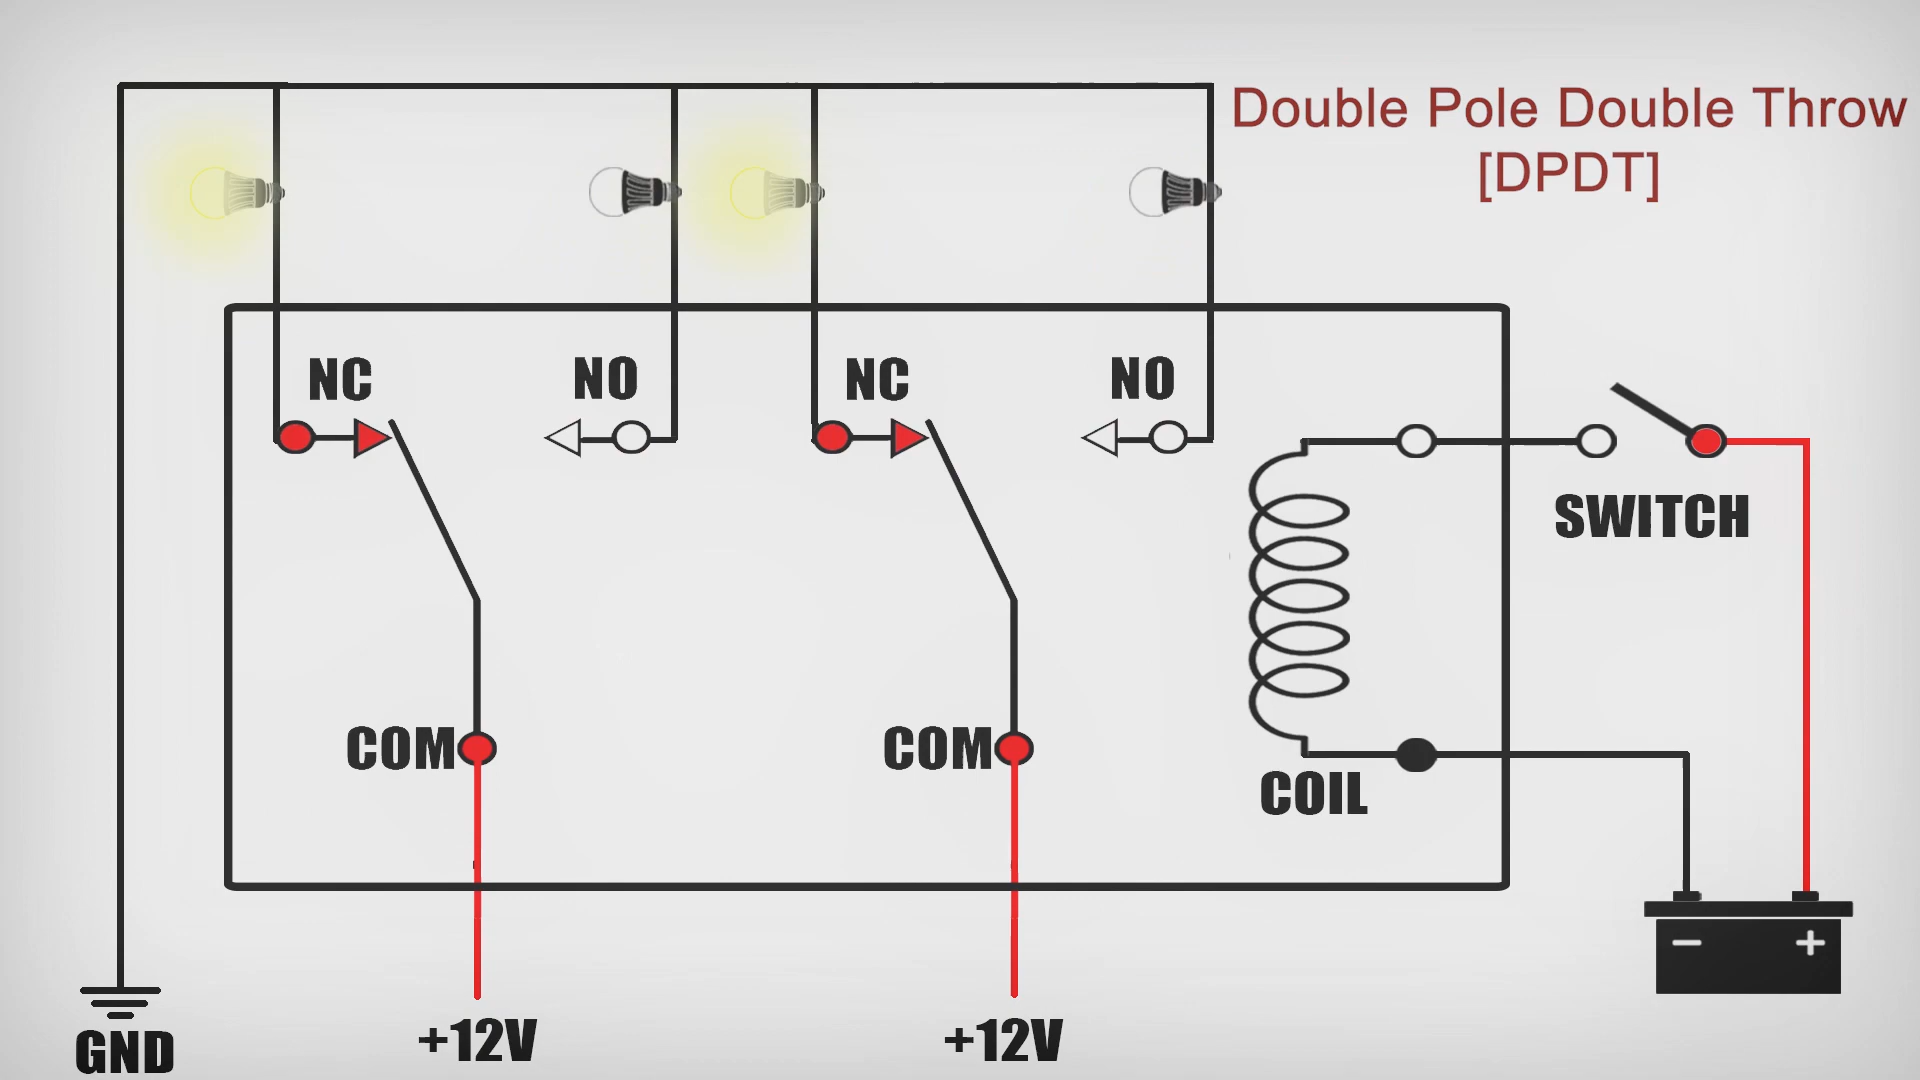 Double Pole Double Throw
[DPDT]
NC
NO
NC
NO
SWITCH
COM
COM
COIL
− +
+12V
+12V
GND